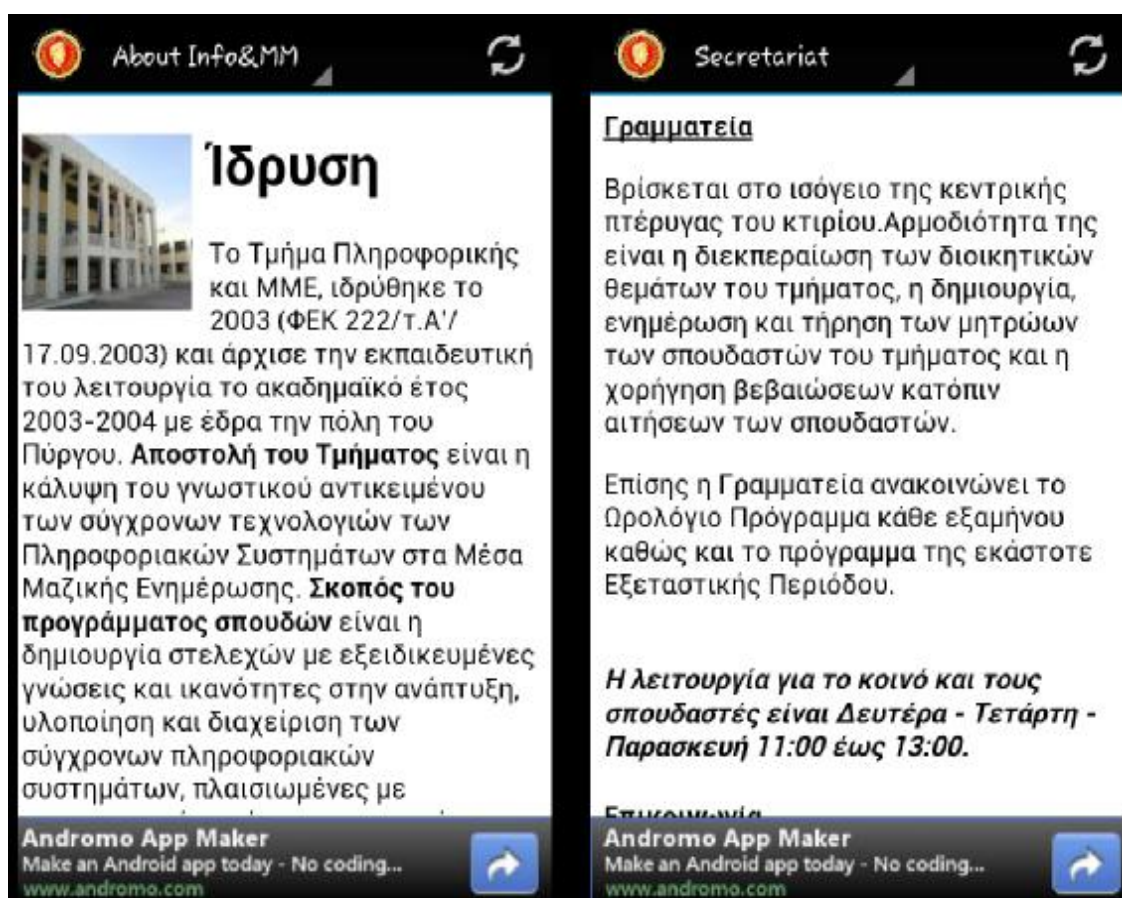 About Info&MM
Ίδρυση
Το Τμήμα Πληροφορικής
και ΜΜΕ, ιδρύθηκε το
2003 (ΦΕΚ 222/τ.Α'/
17.09.2003) και άρχισε την εκπαιδευτική
του λειτουργία το ακαδημαϊκό έτος
2003-2004 με έδρα την πόλη του
Πύργου. Αποστολή του Τμήματος είναι η
κάλυψη του γνωστικού αντικειμένου
των σύγχρονων τεχνολογιών των
Πληροφοριακών Συστημάτων στα Μέσα
Μαζικής Ενημέρωσης. Σκοπός του
προγράμματος σπουδών είναι η
δημιουργία στελεχών με εξειδικευμένες
γνώσεις και ικανότητες στην ανάπτυξη,
υλοποίηση και διαχείριση των
σύγχρονων πληροφοριακών
συστημάτων, πλαισιωμένες με
Andromo App Maker
Make an Android app today - No coding...
www.andromo.com
Secretariat
Γραμματεία
Βρίσκεται στο ισόγειο της κεντρικής
πτέρυγας του κτιρίου.Αρμοδιότητα της
είναι η διεκπεραίωση των διοικητικών
θεμάτων του τμήματος, η δημιουργία,
ενημέρωση και τήρηση των μητρώων
των σπουδαστών του τμήματος και η
χορήγηση βεβαιώσεων κατόπιν
αιτήσεων των σπουδαστών.
Επίσης η Γραμματεία ανακοινώνει το
Ωρολόγιο Πρόγραμμα κάθε εξαμήνου
καθώς και το πρόγραμμα της εκάστοτε
Εξεταστικής Περιόδου.
Η λειτουργία για το κοινό και τους
σπουδαστές είναι Δευτέρα - Τετάρτη -
Παρασκευή 11:00 έως 13:00.
Επικοινωνία
Andromo App Maker
Make an Android app today - No coding...
www.andromo.com